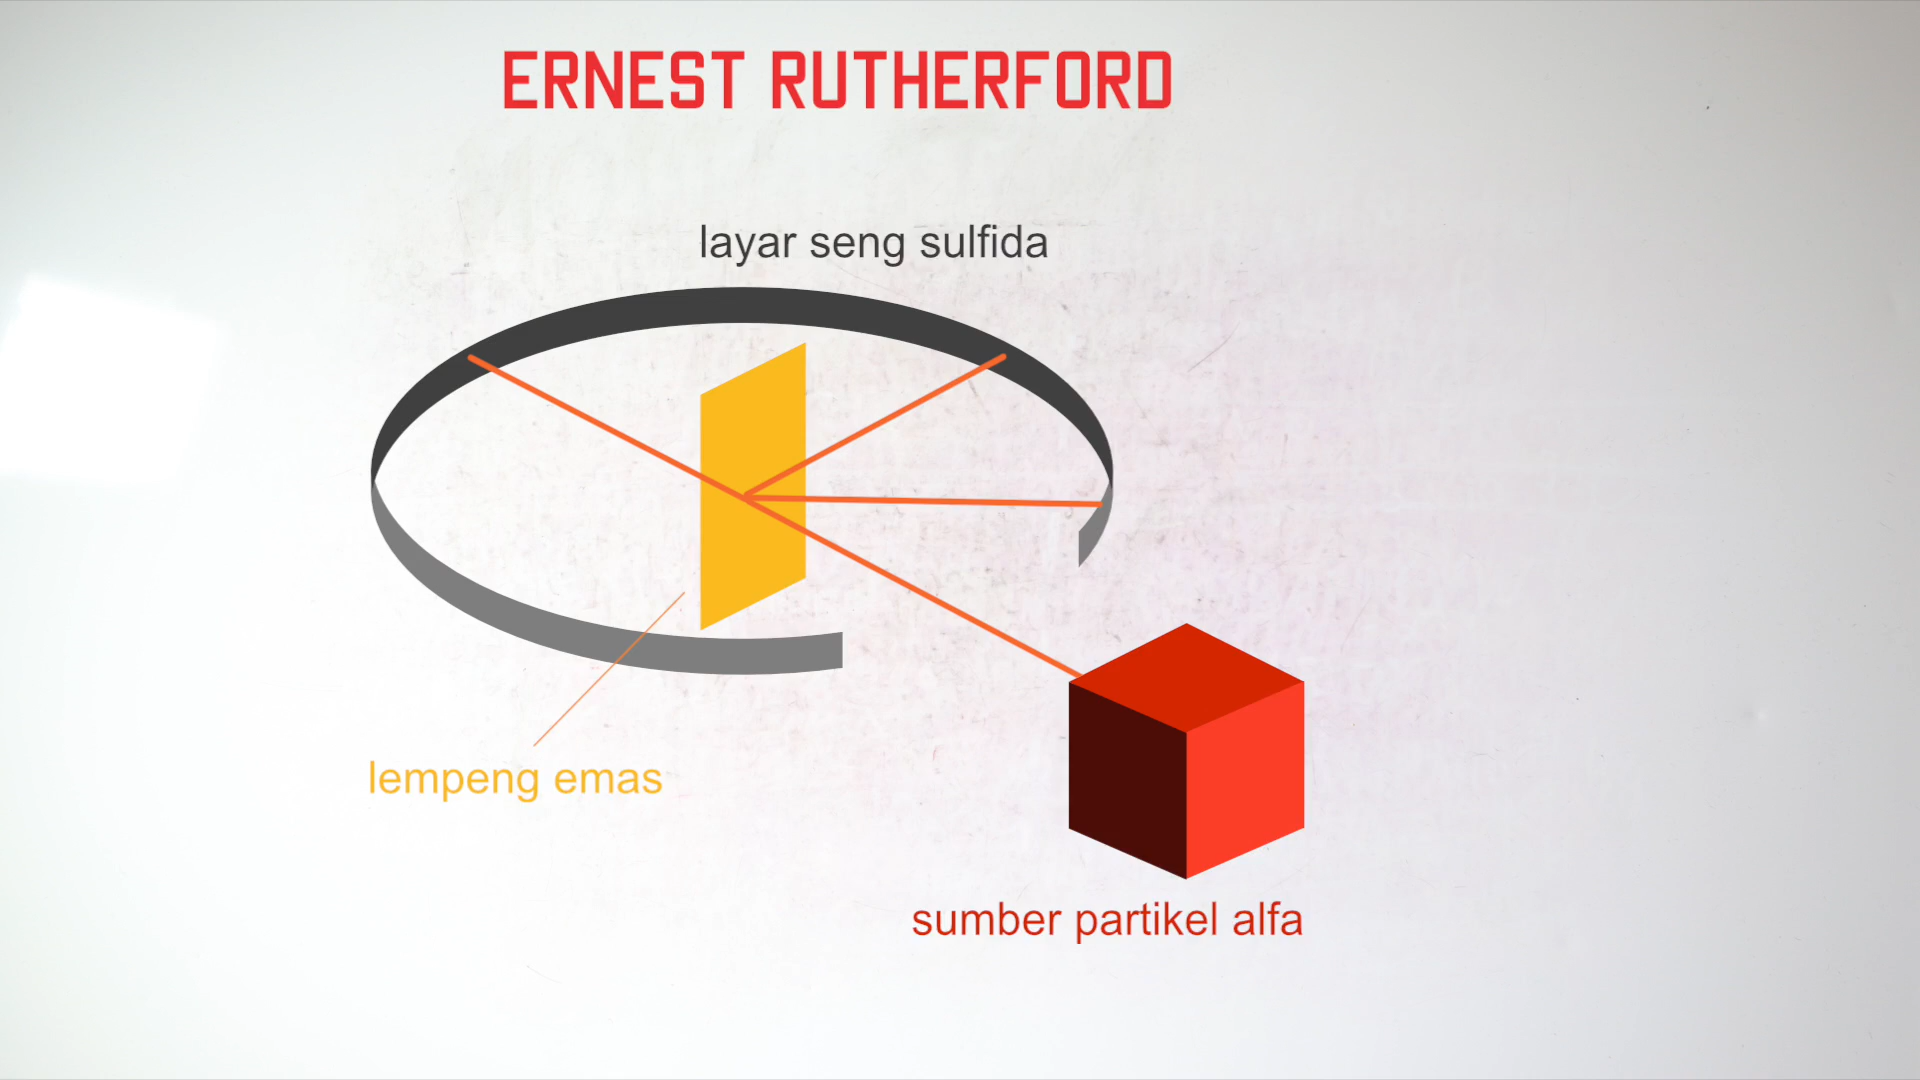 ERNEST RUTHERFORD
layar seng sulfida
lempeng emas
sumber partikel alfa